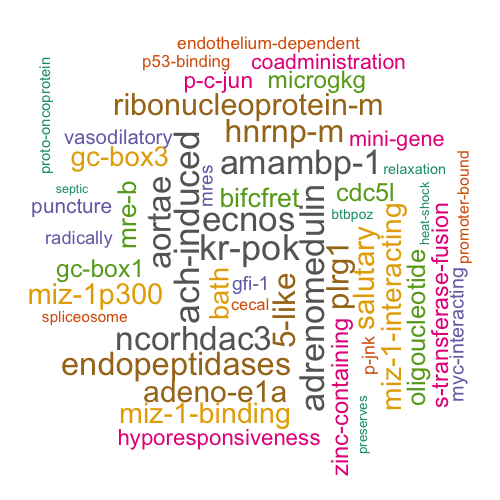 endothelium-dependent
p53-binding
coadministration
proto-oncoprotein
p-c-jun
microgkg
ribonucleoprotein-m
vasodilatory
hnrnp-m
mini-gene
gc-box3
amambp-1
relaxation
promoter-bound
aortae
ach-induced
mres
septic
mre-b
bifcfret
cdc5l
heat-shock
puncture
ecnos
btbpoz
s-transferase-fusion
radically
kr-pok
adrenomedulin
plrg1
salutary
miz-1-interacting
oligoucleotide
myc-interacting
gc-box1
bath
gfi-1
5-like
miz-1p300
cecal
spliceosome
ncorhdac3
zinc-containing
p-jnk
endopeptidases
adeno-e1a
miz-1-binding
preserves
hyporesponsiveness